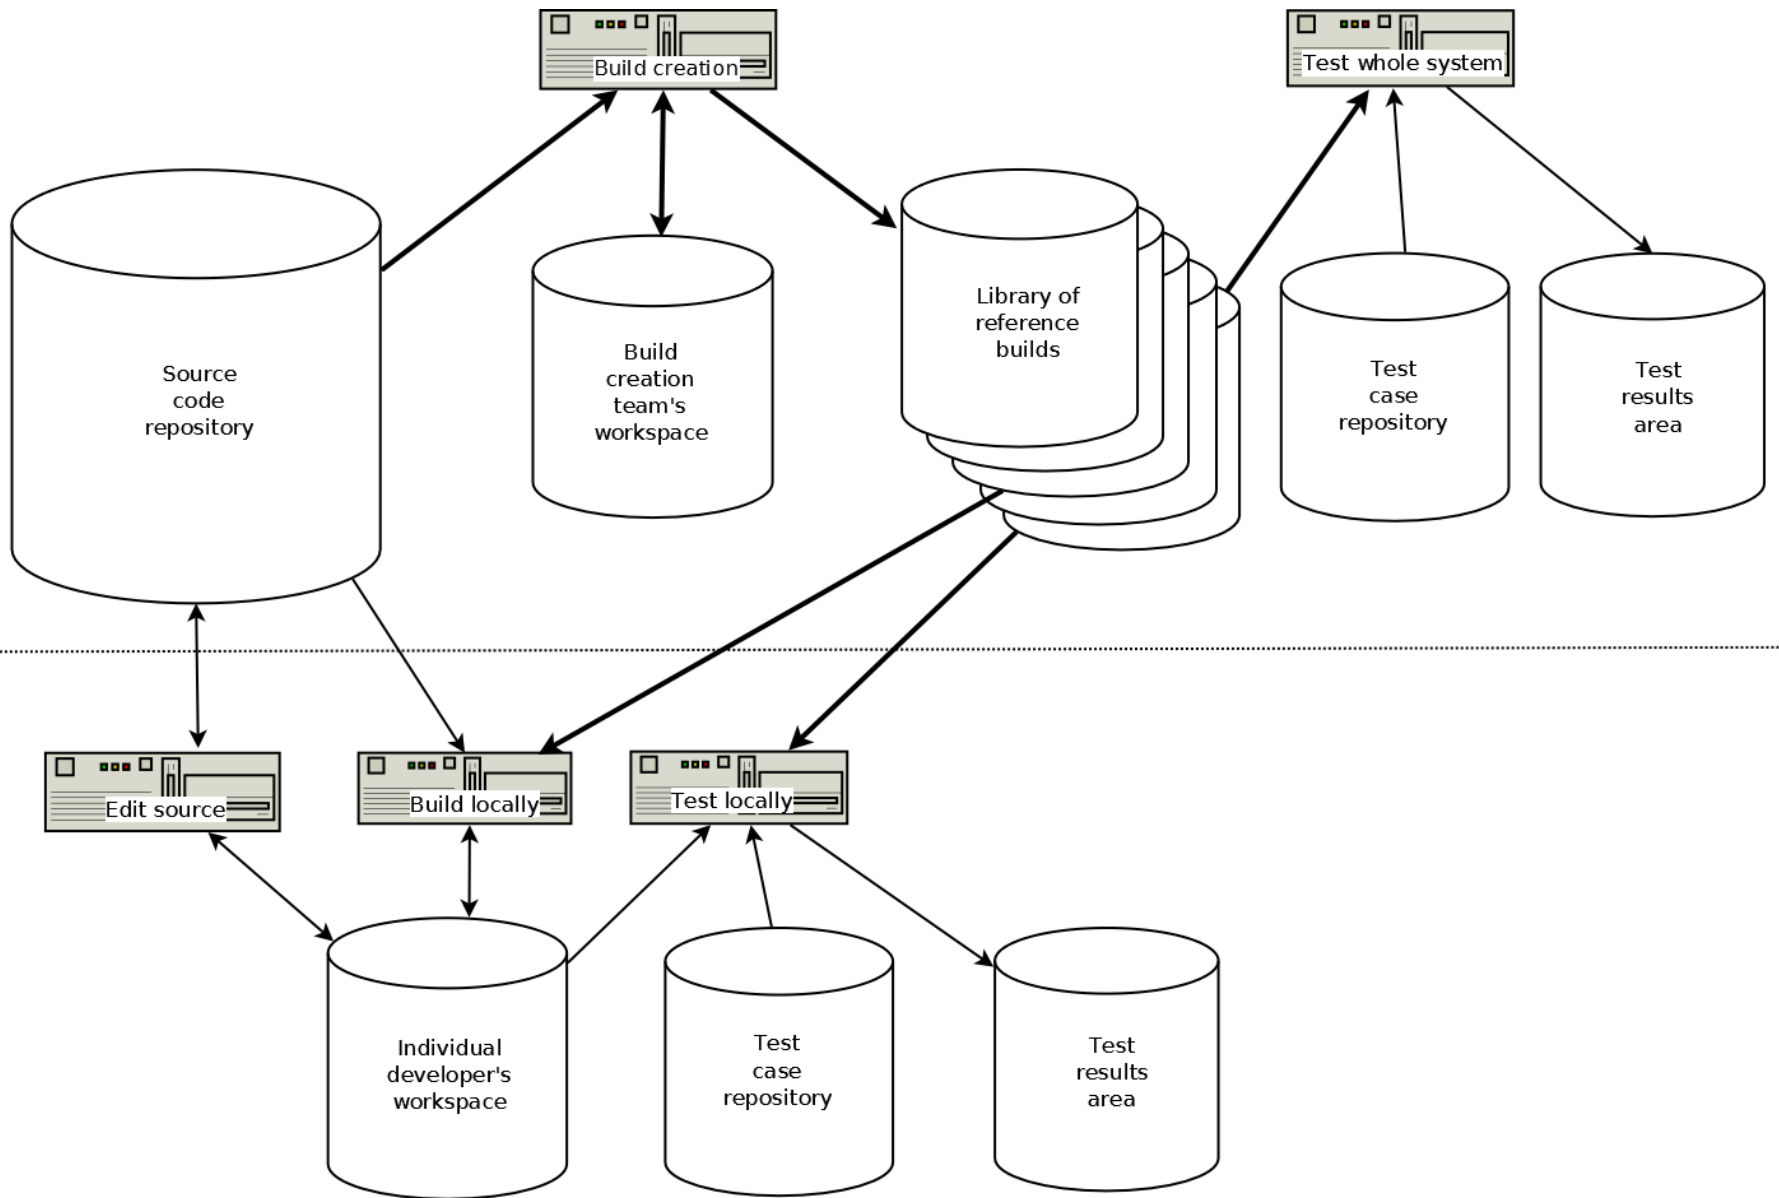 Build creation
Test whole system
Source
code
repository
Build
creation
team's
workspace
Library of
reference
builds
Test
case
repository
Test
results
area
Edit source
Build locally
Test locally
Individual
developer's
workspace
Test
case
repository
Test
results
area